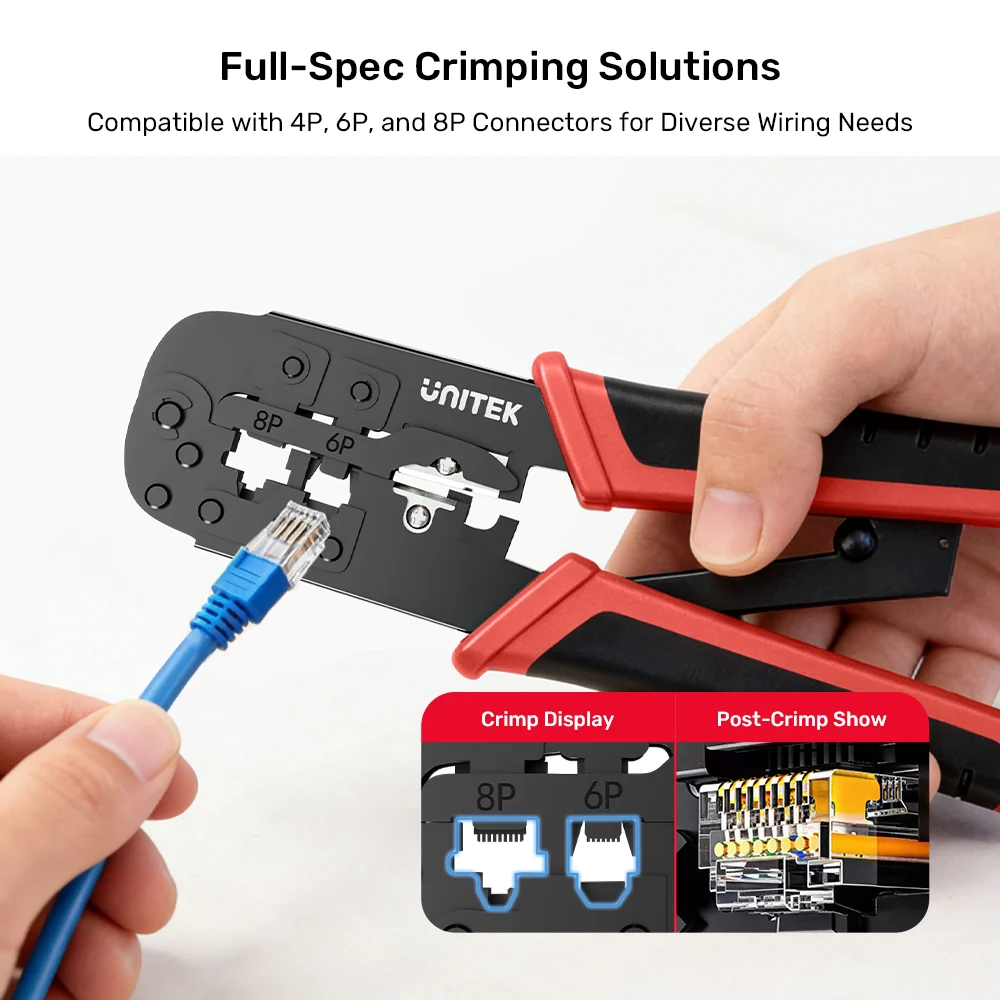 Full-Spec Crimping Solutions
Compatible with 4P, 6P, and 8P Connectors for Diverse Wiring Needs
UNITEK
8P
6P
Crimp Display
Post-Crimp Show
8P
6P